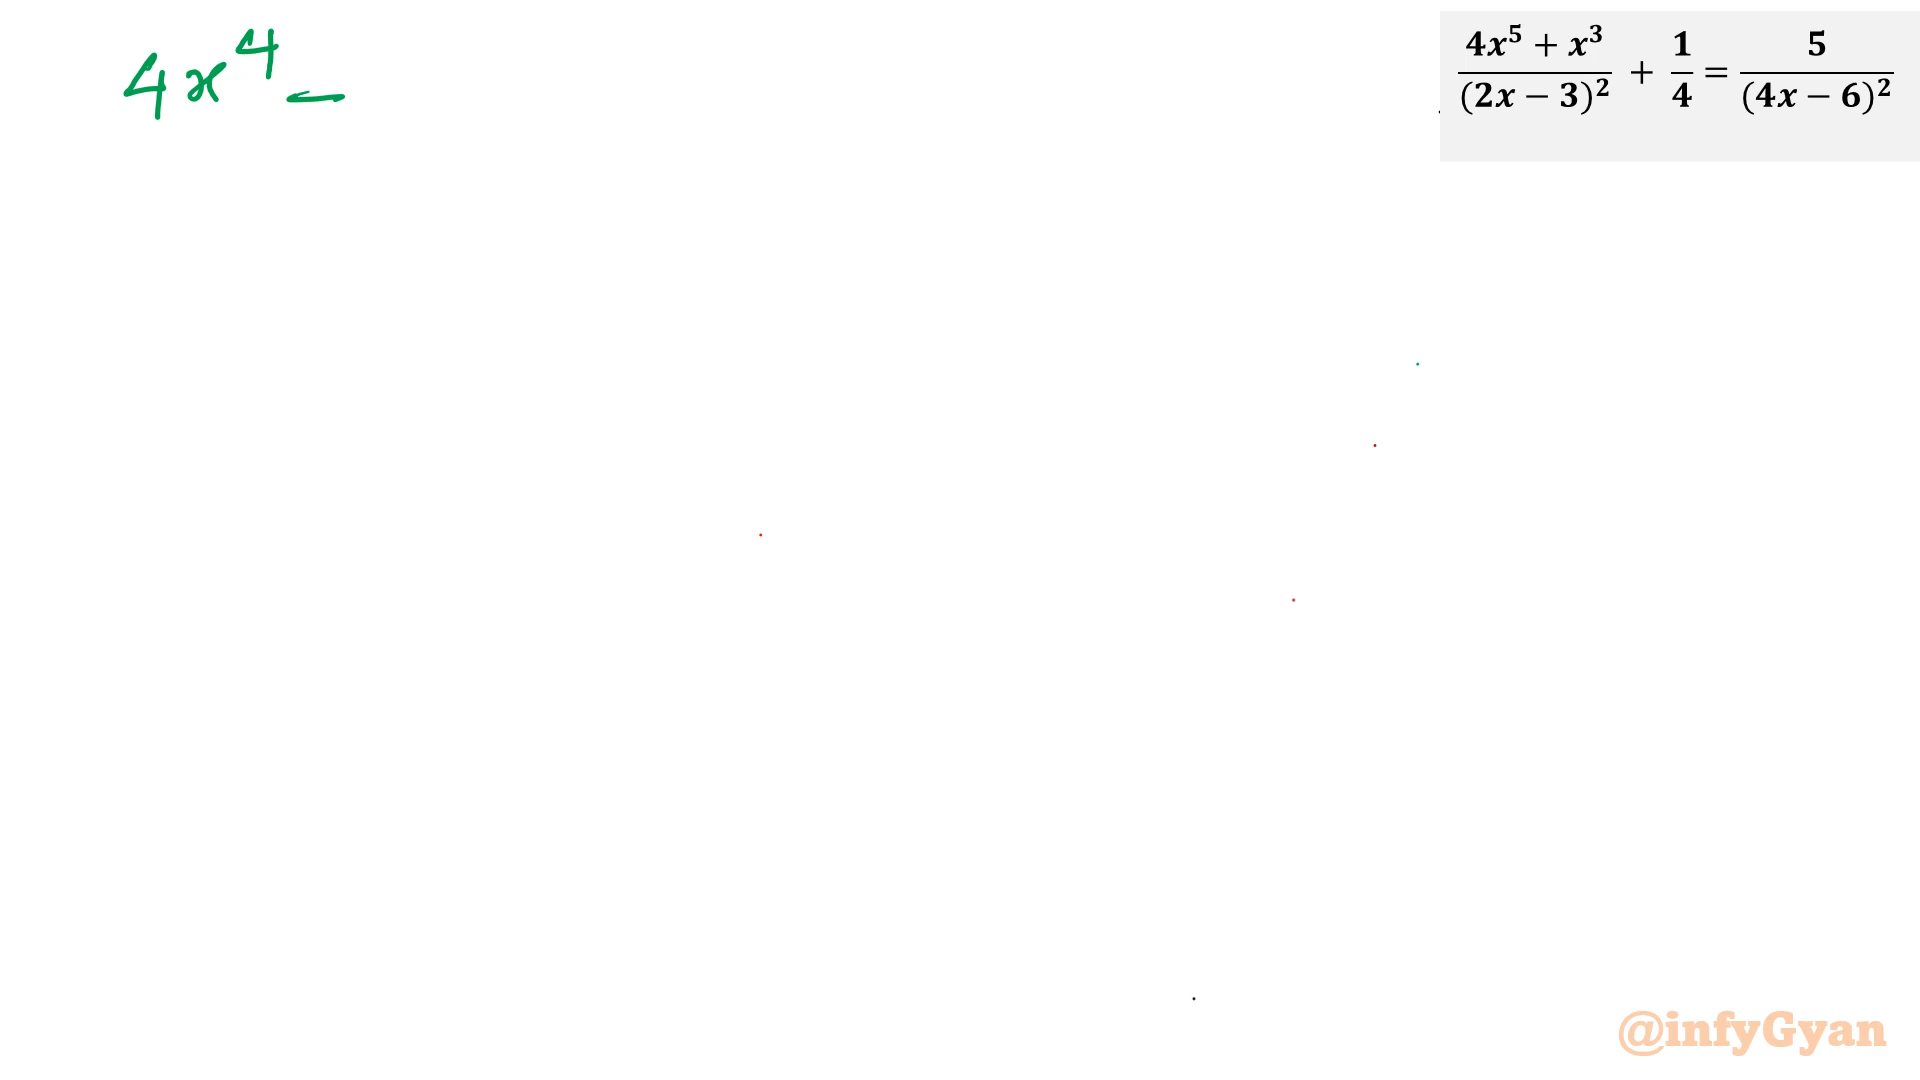 4x⁴ −
(4x⁵ + x³)/(2x − 3)² + 1/4 = 5/(4x − 6)²
@infyGyan